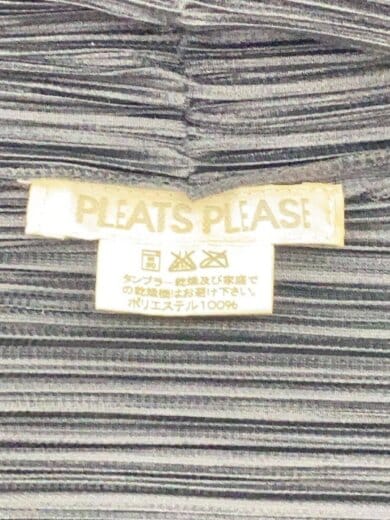 PLEATS PLEASE
タンブラー乾燥及び家庭で
の乾燥機はお避け下さい。
ポリエステル100%